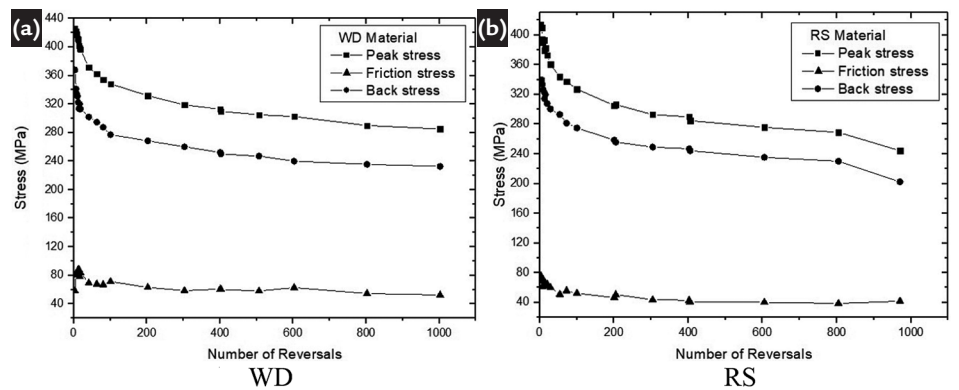 (a)
WD Material
Peak stress
Friction stress
Back stress
Stress (MPa)
440
400
360
320
280
240
200
160
120
80
40
0
200
400
600
800
1000
Number of Reversals
WD
(b)
RS Material
Peak stress
Friction stress
Back stress
Stress (MPa)
400
360
320
280
240
200
160
120
80
40
0
200
400
600
800
1000
Number of Reversals
RS